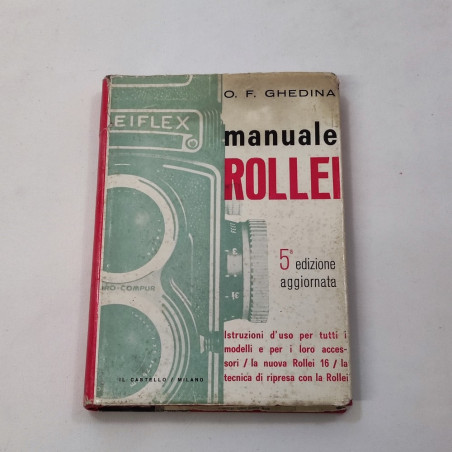 O. F. GHEDINA
EIFLEX
manuale
ROLLEI
5ª edizione
aggiornata
RO-COMPUR
Istruzioni d'uso per tutti i
modelli e per i loro acces-
sori / la nuova Rollei 16 / la
tecnica di ripresa con la Rollei
IL CASTELLO / MILANO